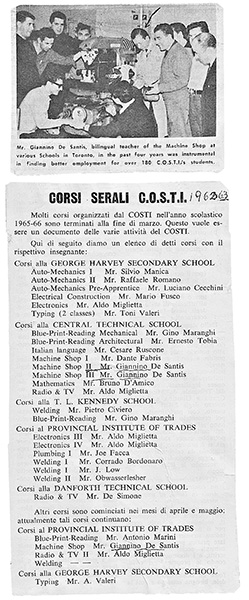 Mr. Giannino De Santis, bilingual teacher of the Machine Shop at
various Schools in Toronto, in the past four years was instrumental
in finding better employment for over 180 C.O.S.T.I.'s students.
CORSI SERALI C.O.S.T.I.
Molti corsi organizzati dal COSTI nell'anno scolastico
1965-66 sono terminati alla fine di marzo. Questo vuole es-
sere un documento delle varie attività del COSTI.
Qui di seguito diamo un elenco di detti corsi con il
rispettivo insegnante:
Corsi alla GEORGE HARVEY SECONDARY SCHOOL
Auto-Mechanics I Mr. Silvio Manica
Auto-Mechanics II Mr. Raffaele Romano
Auto-Mechanics Pre-Apprentice Mr. Luciano Cecchini
Electrical Construction Mr. Mario Fusco
Electronics Mr. Aldo Miglietta
Typing (2 classes) Mr. Toni Valeri
Corsi alla CENTRAL TECHNICAL SCHOOL
Blue-Print-Reading Mechanical Mr. Gino Maranghi
Blue-Print-Reading Architectural Mr. Ernesto Tobia
Italian language Mr. Cesare Ruscone
Machine Shop I Mr. Dante Fabris
Machine Shop II Mr. Giannino De Santis
Machine Shop III Mr. Giannino De Santis
Mathematics Mr. Bruno D'Amico
Radio & TV Mr. Aldo Miglietta
Corsi alla T. L. KENNEDY SCHOOL
Welding Mr. Pietro Civiero
Blue-Print-Reading Mr. Gino Maranghi
Corsi al PROVINCIAL INSTITUTE OF TRADES
Electronics III Mr. Aldo Miglietta
Electronics IV Mr. Aldo Miglietta
Plumbing I Mr. Joe Facca
Welding I Mr. Corrado Bordonaro
Welding I Mr. J. Low
Welding II Mr. Obwasserlesher
Corsi alla DANFORTH TECHNICAL SCHOOL
Radio & TV Mr. De Simone
Altri corsi sono cominciati nei mesi di aprile e maggio;
attualmente tali corsi continuano:
Corsi al PROVINCIAL INSTITUTE OF TRADES
Blue-Print-Reading Mr. Antonio Marini
Machine Shop Mr. Giannino De Santis
Radio & TV II Mr. Aldo Miglietta
Welding — —
Corsi alla GEORGE HARVEY SECONDARY SCHOOL
Typing Mr. A. Valeri